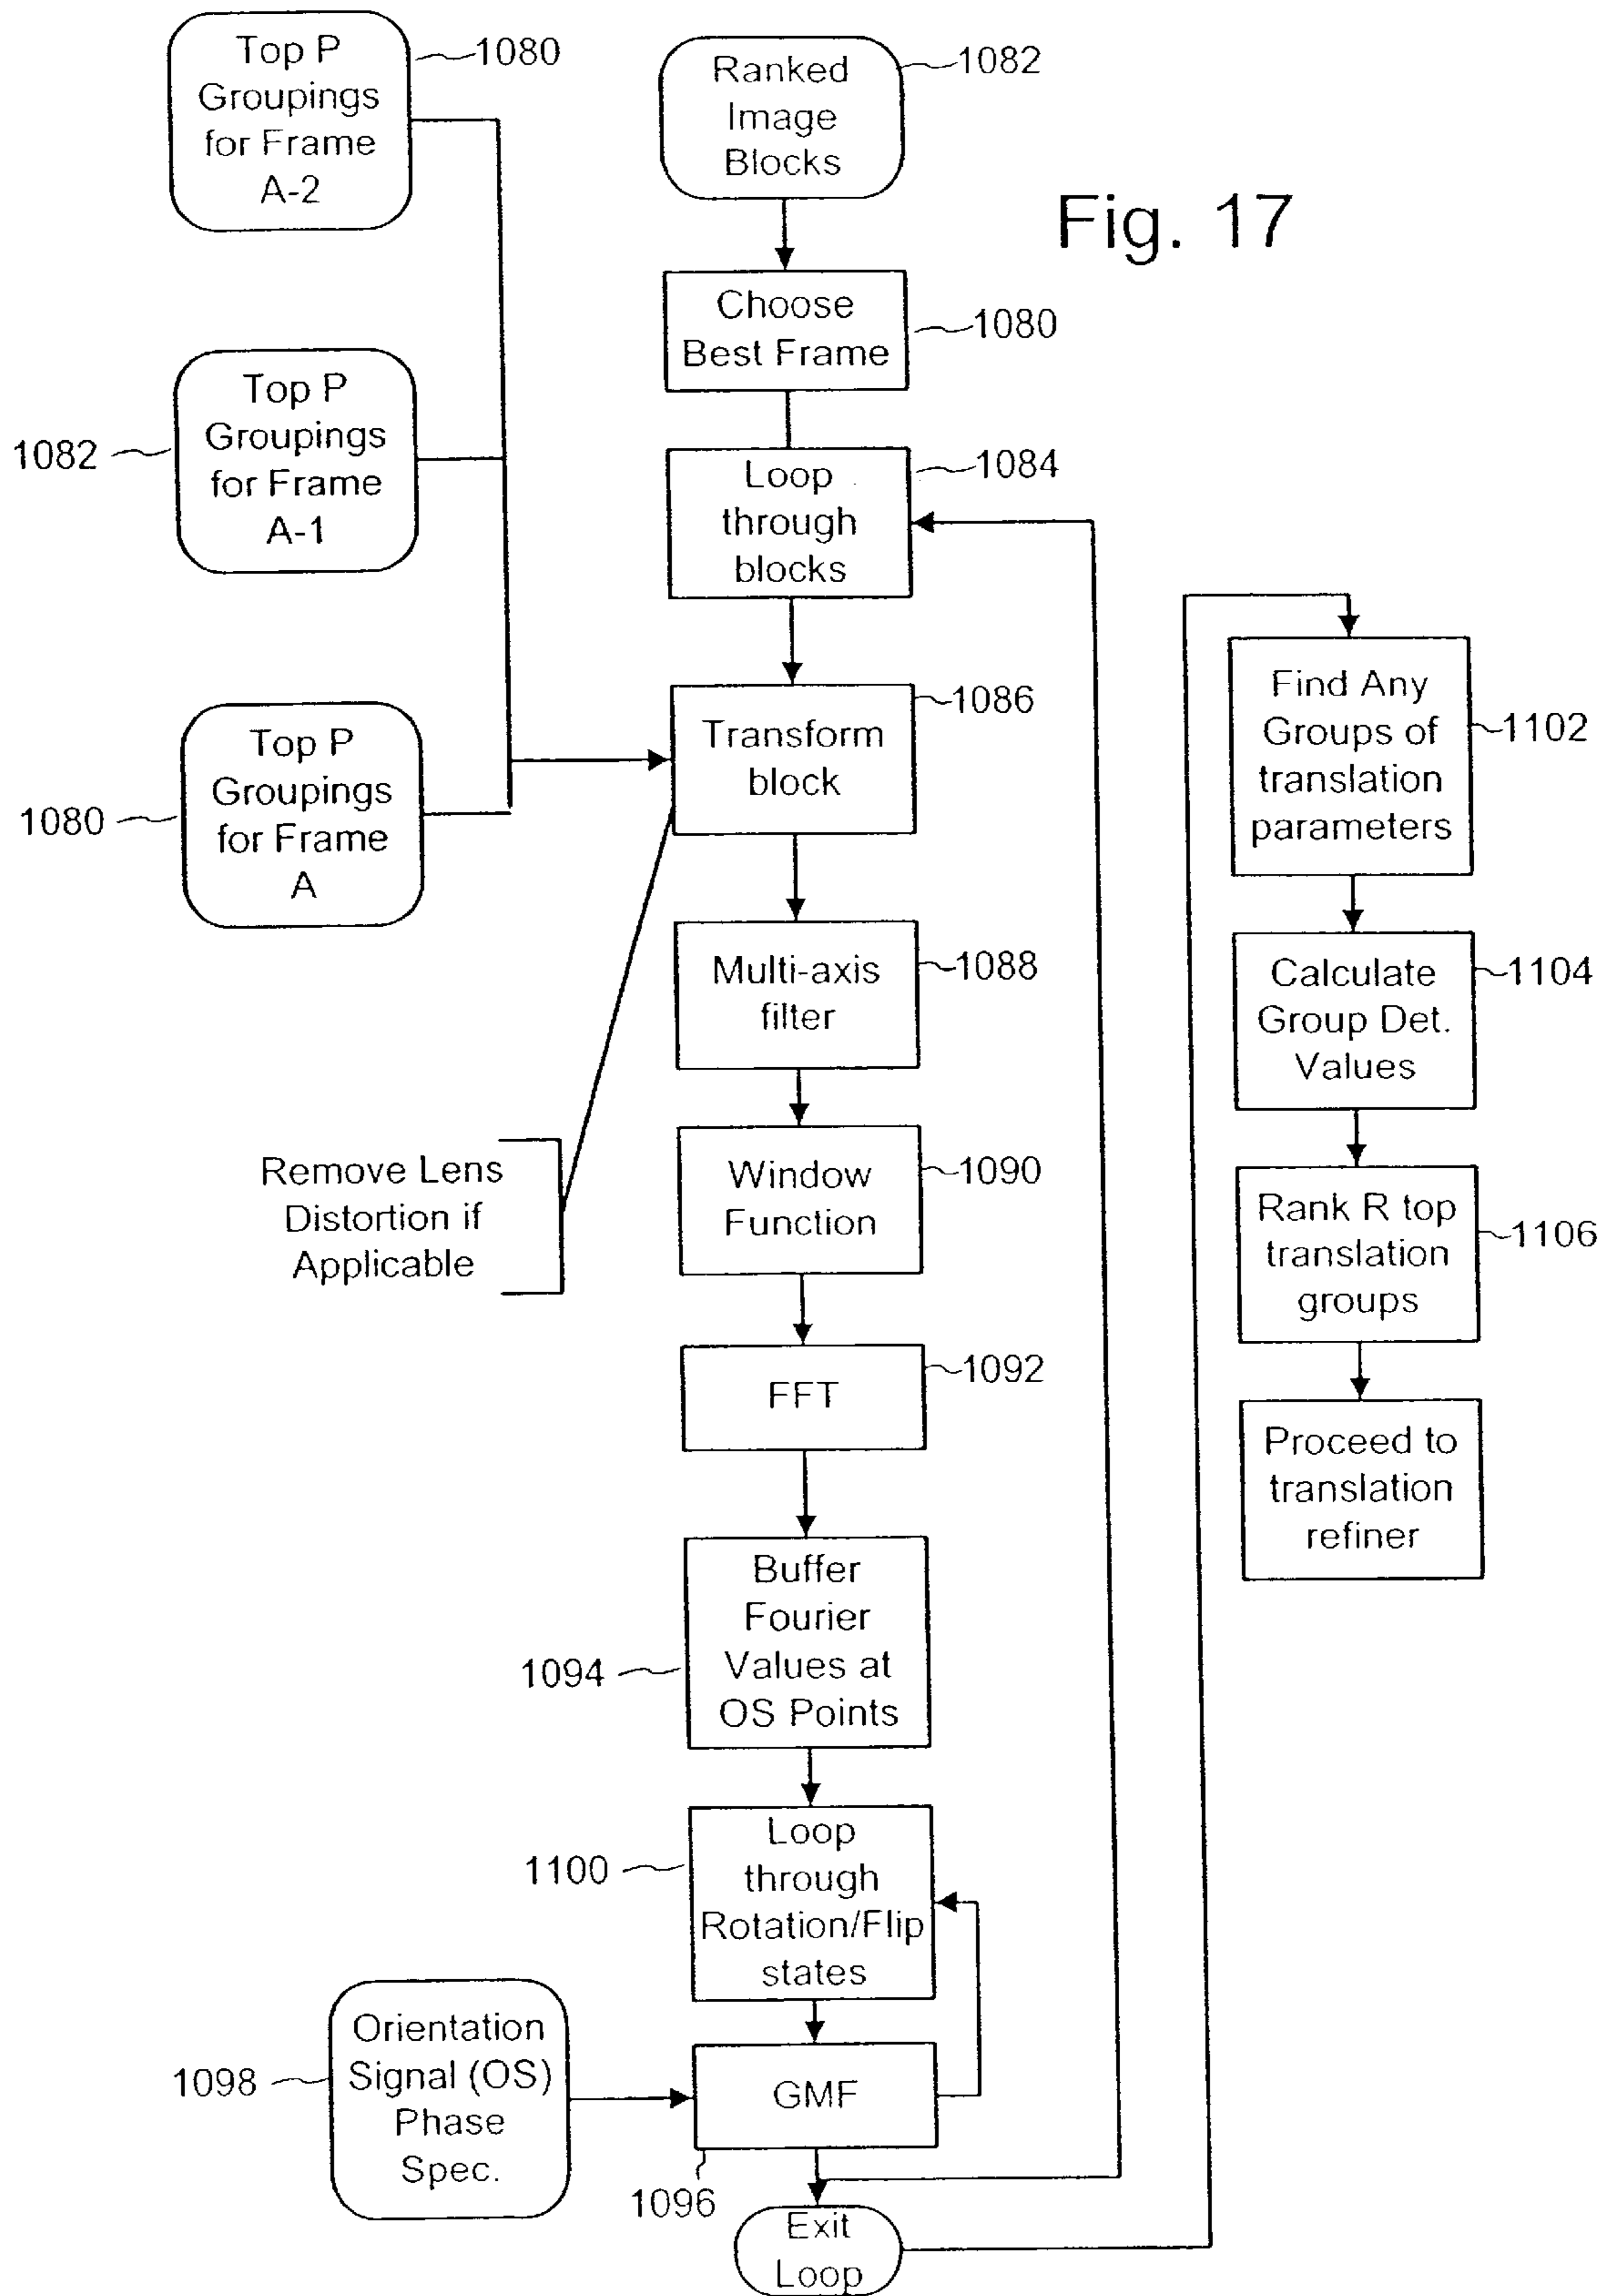 Top P
Groupings
for Frame
A-2
1080
Ranked
Image
Blocks
1082
Fig. 17
Choose
Best Frame
1080
Top P
Groupings
for Frame
A-1
1082
Loop
through
blocks
1084
Top P
Groupings
for Frame
A
1080
Transform
block
1086
Multi-axis
filter
1088
Remove Lens
Distortion if
Applicable
Window
Function
1090
FFT
1092
Buffer
Fourier
Values at
OS Points
1094
Loop
through
Rotation/Flip
states
1100
Orientation
Signal (OS)
Phase
Spec.
1098
GMF
1096
Exit
Loop
Find Any
Groups of
translation
parameters
1102
Calculate
Group Det.
Values
1104
Rank R top
translation
groups
1106
Proceed to
translation
refiner